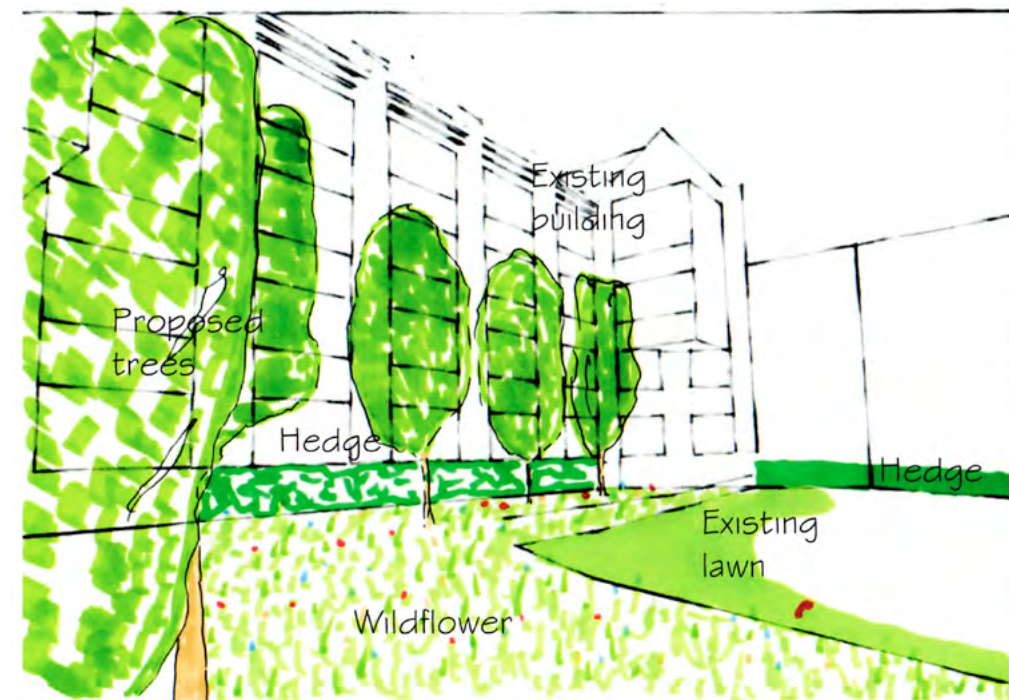 Existing
building
Proposed
trees
Hedge
Hedge
Existing
lawn
Wildflower